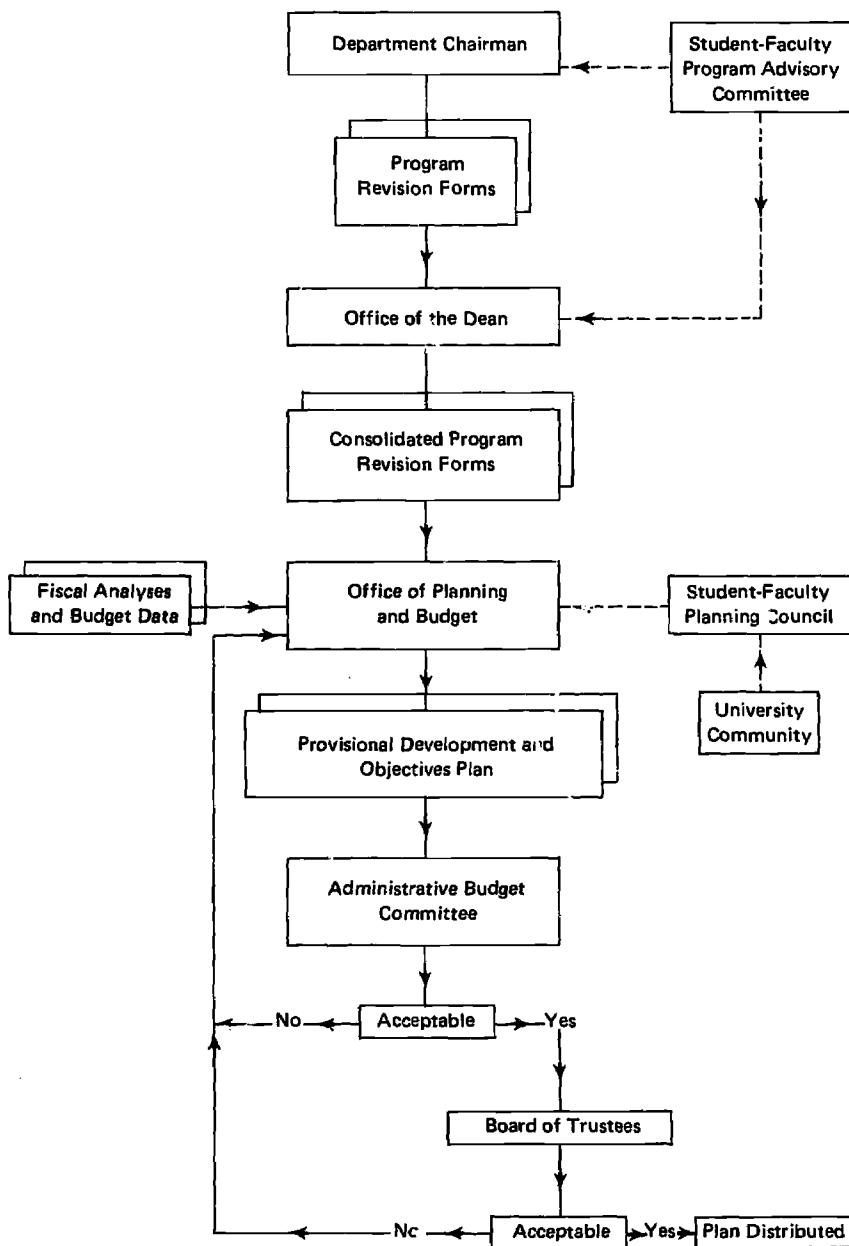 Department Chairman
Student-Faculty
Program Advisory
Committee
Program
Revision Forms
Office of the Dean
Consolidated Program
Revision Forms
Fiscal Analyses
and Budget Data
Office of Planning
and Budget
Student-Faculty
Planning Council
University
Community
Provisional Development and
Objectives Plan
Administrative Budget
Committee
No
Acceptable
Yes
Board of Trustees
No
Acceptable
Yes
Plan Distributed